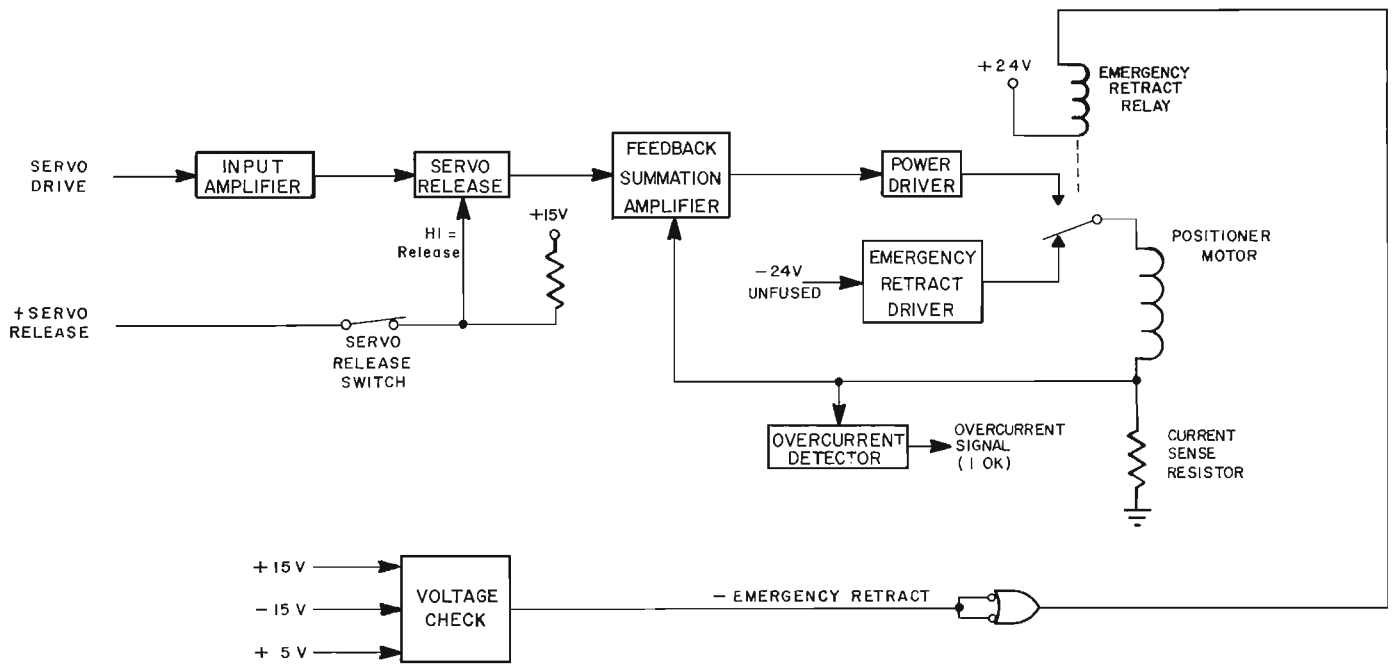 +24V
EMERGENCY
RETRACT
RELAY
SERVO
DRIVE
INPUT
AMPLIFIER
SERVO
RELEASE
FEEDBACK
SUMMATION
AMPLIFIER
POWER
DRIVER
HI =
Release
+15V
POSITIONER
MOTOR
-24V
UNFUSED
EMERGENCY
RETRACT
DRIVER
+SERVO
RELEASE
SERVO
RELEASE
SWITCH
OVERCURRENT
DETECTOR
OVERCURRENT
SIGNAL
(1 OK)
CURRENT
SENSE
RESISTOR
+15V
-15V
+ 5V
VOLTAGE
CHECK
- EMERGENCY RETRACT